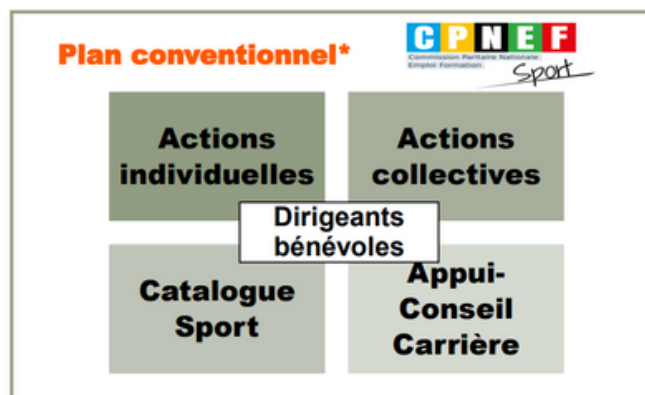 Plan conventionnel*
CPNEF
Commission Paritaire Nationale
Emploi Formation
Sport
Actions
individuelles
Actions
collectives
Dirigeants
bénévoles
Catalogue
Sport
Appui-
Conseil
Carrière